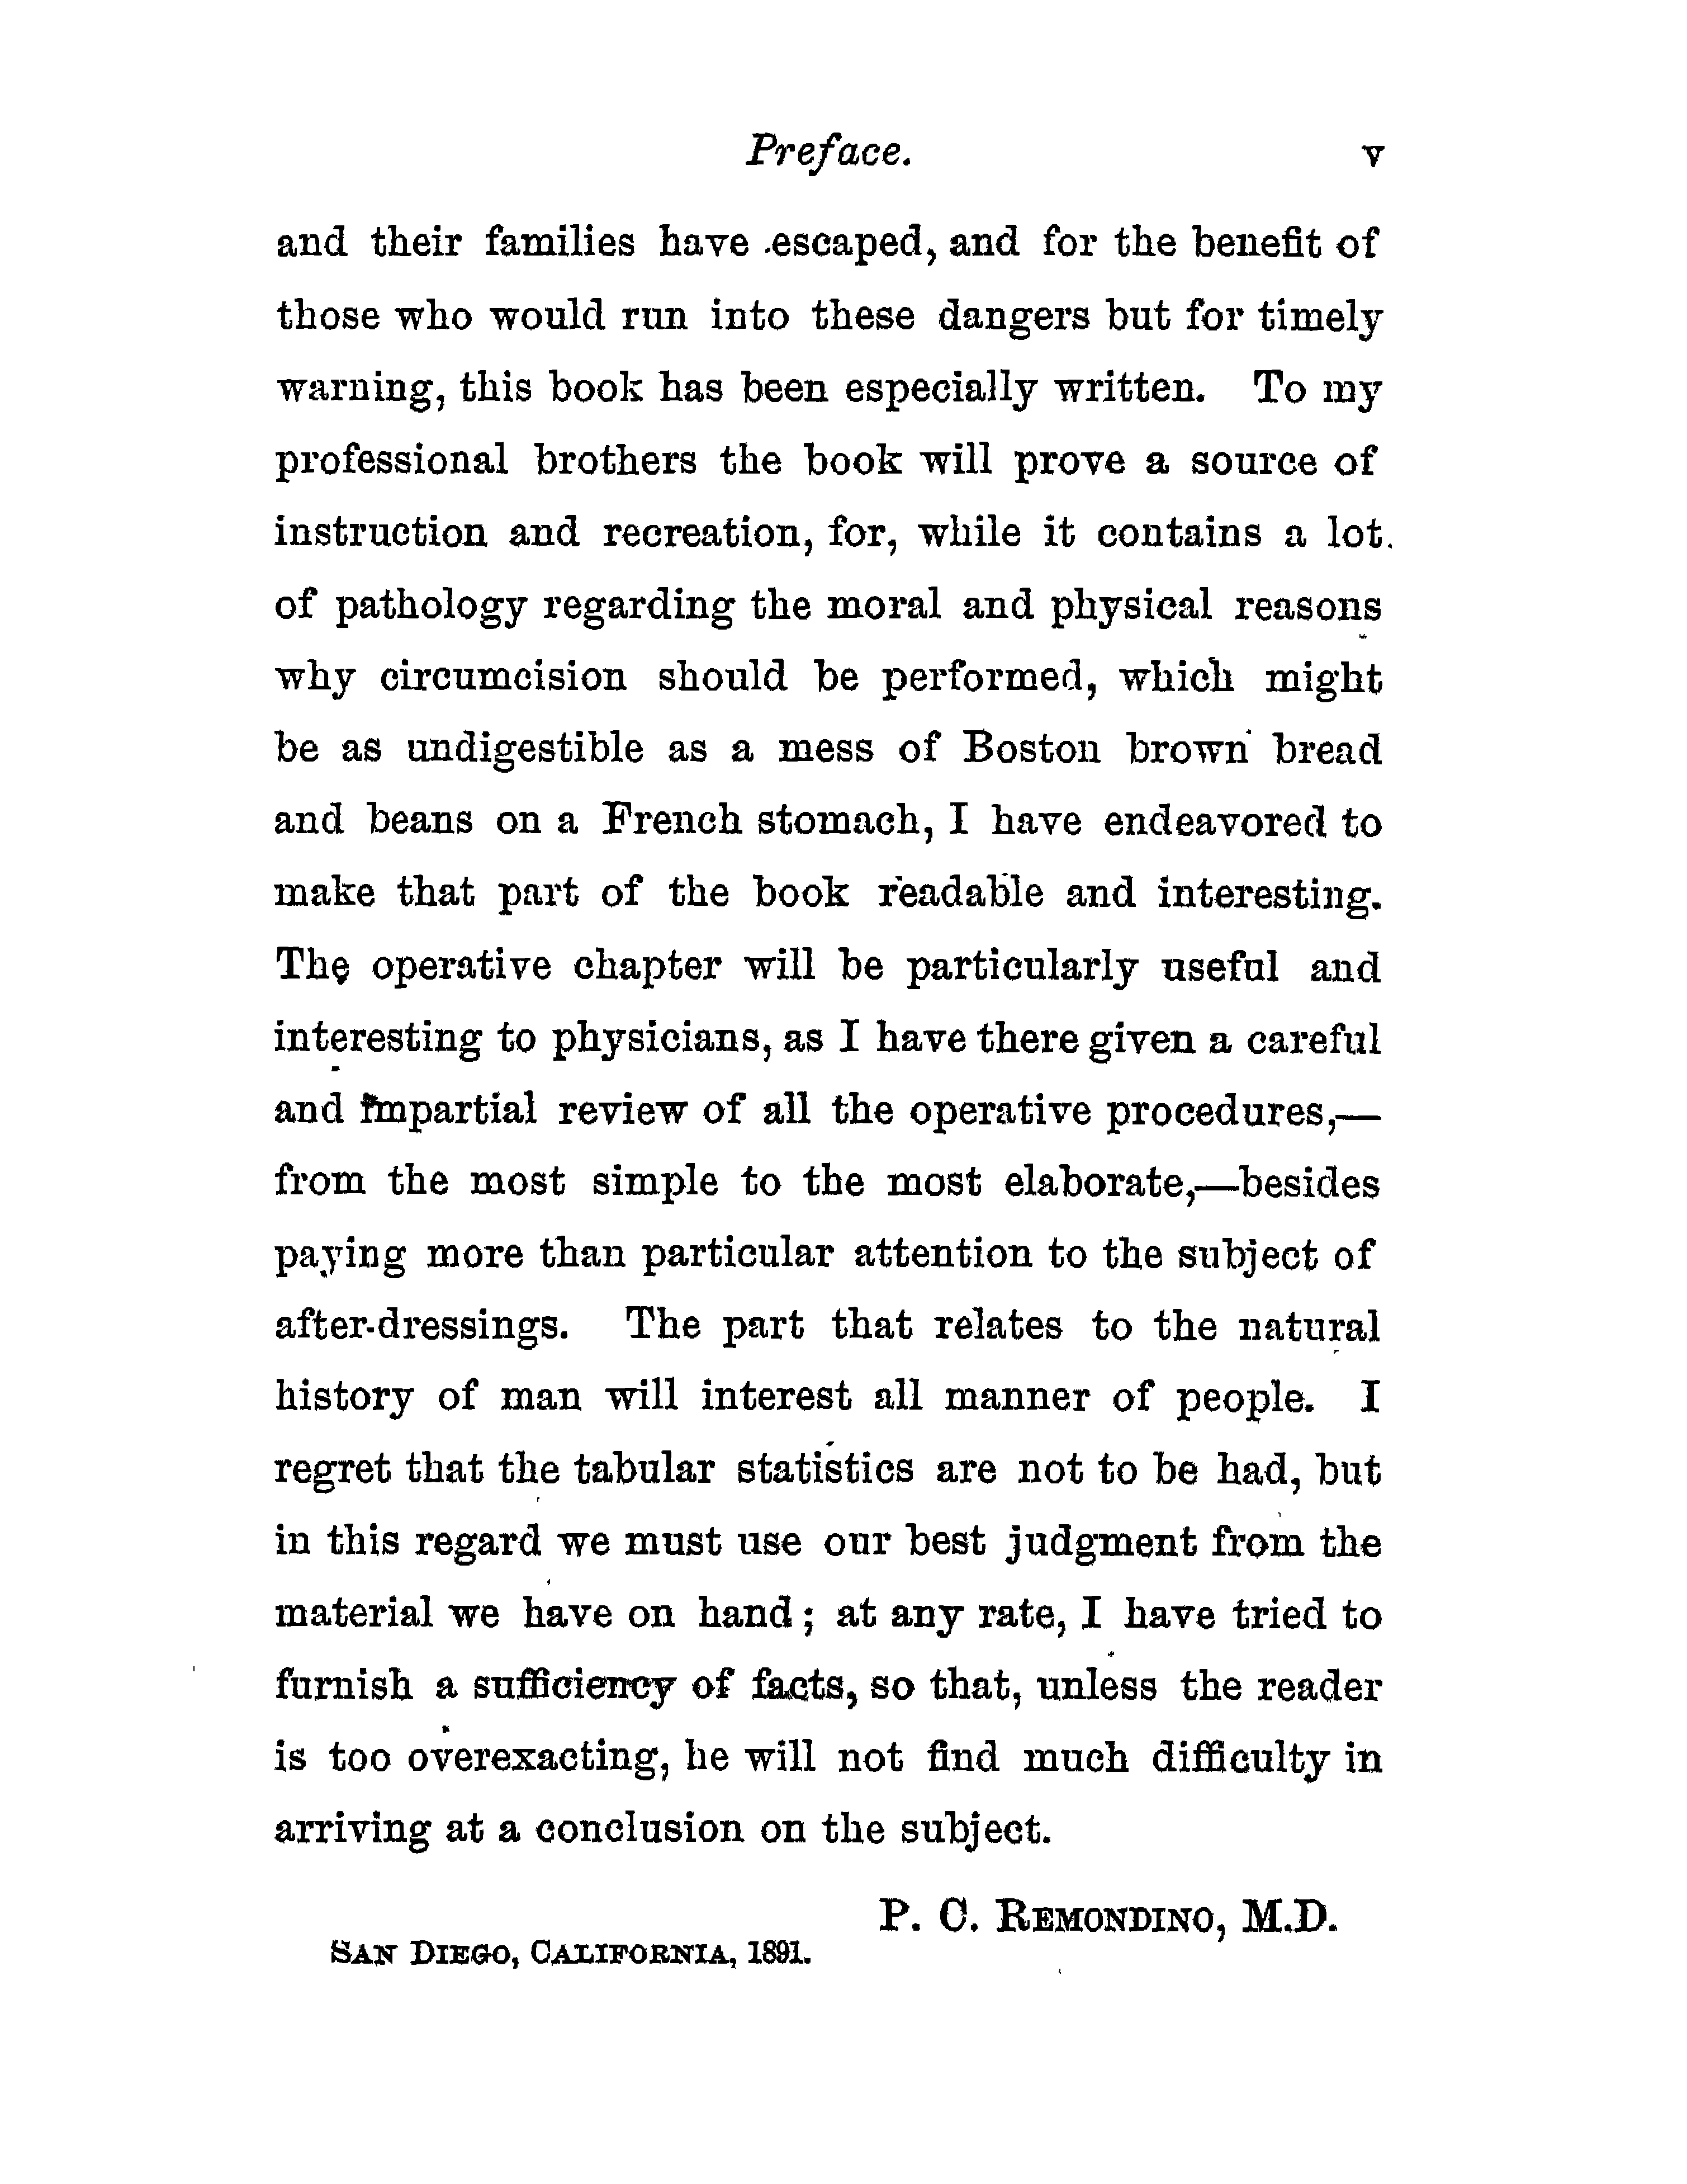 Preface.
v
and their families have escaped, and for the benefit of
those who would run into these dangers but for timely
warning, this book has been especially written. To my
professional brothers the book will prove a source of
instruction and recreation, for, while it contains a lot
of pathology regarding the moral and physical reasons
why circumcision should be performed, which might
be as undigestible as a mess of Boston brown bread
and beans on a French stomach, I have endeavored to
make that part of the book readable and interesting.
The operative chapter will be particularly useful and
interesting to physicians, as I have there given a careful
and impartial review of all the operative procedures,—
from the most simple to the most elaborate,—besides
paying more than particular attention to the subject of
after-dressings. The part that relates to the natural
history of man will interest all manner of people. I
regret that the tabular statistics are not to be had, but
in this regard we must use our best judgment from the
material we have on hand; at any rate, I have tried to
furnish a sufficiency of facts, so that, unless the reader
is too overexacting, he will not find much difficulty in
arriving at a conclusion on the subject.
P. C. REMONDINO, M.D.
SAN DIEGO, CALIFORNIA, 1891.